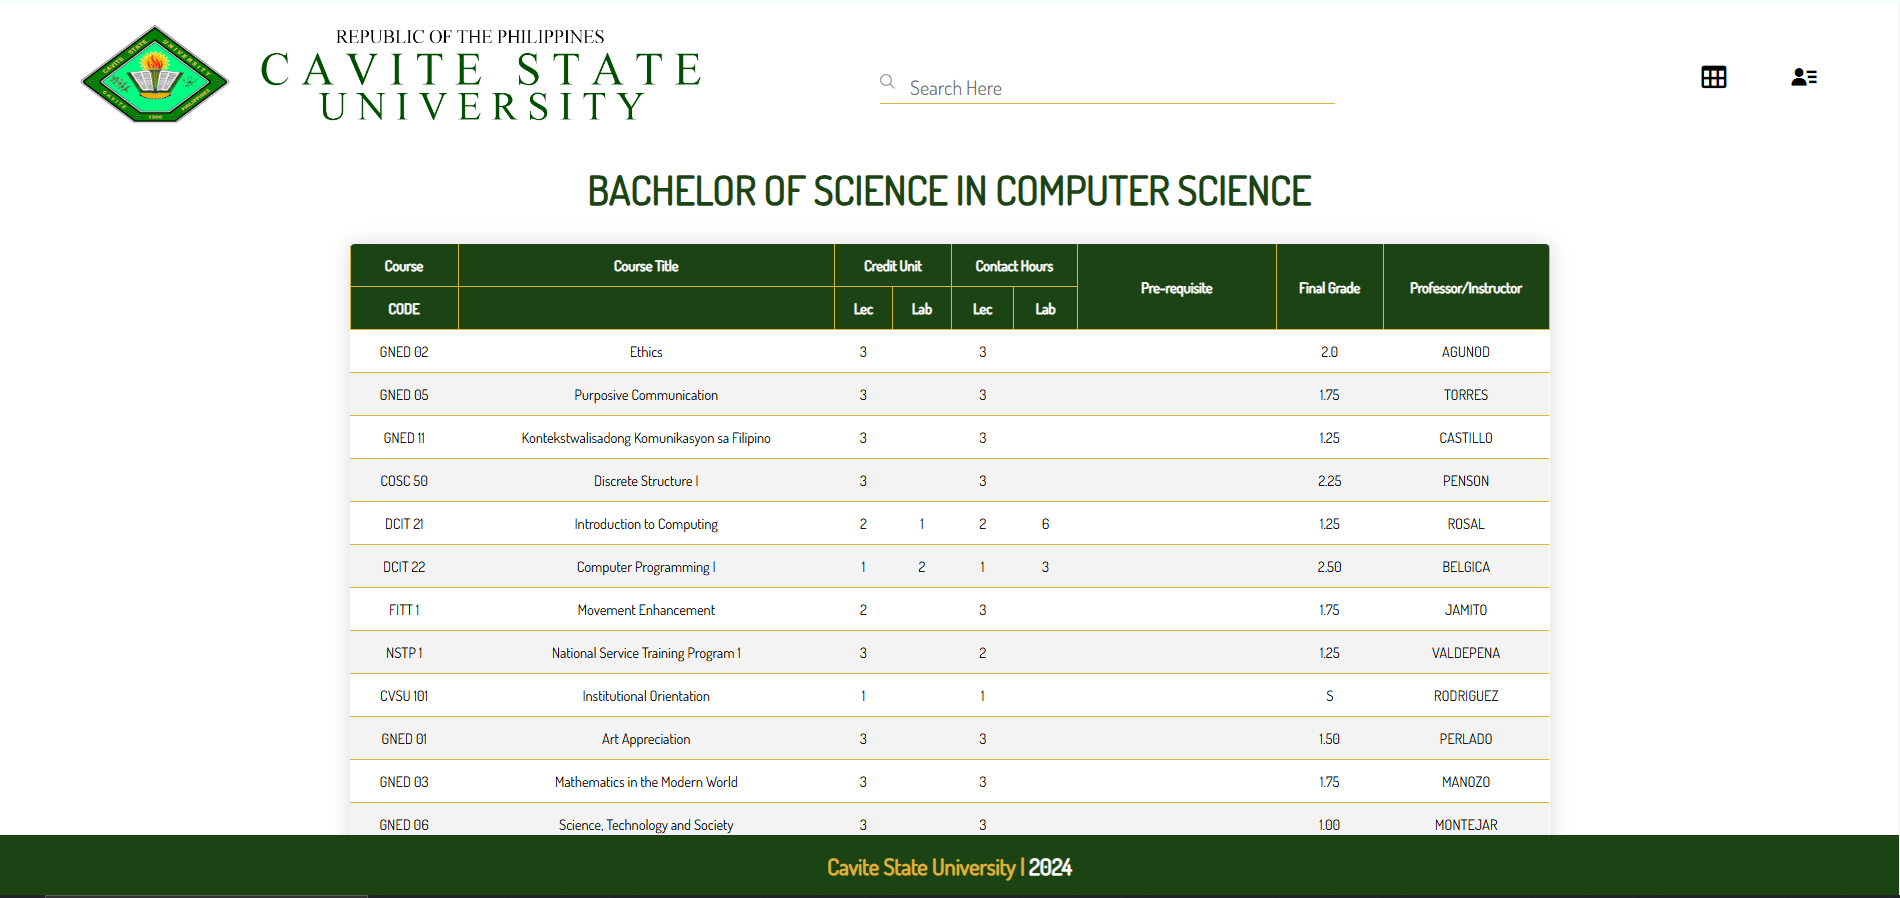 REPUBLIC OF THE PHILIPPINES
CAVITE STATE
UNIVERSITY
CAVITE STATE UNIVERSITY
CAVITE PHILIPPINES
1906
Search Here
BACHELOR OF SCIENCE IN COMPUTER SCIENCE
Course Course Title Credit Unit Contact Hours Pre-requisite Final Grade Professor/Instructor
CODE Lec Lab Lec Lab
GNED 02 Ethics 3 3 2.0 AGUNOD
GNED 05 Purposive Communication 3 3 1.75 TORRES
GNED 11 Kontekstwalisadong Komunikasyon sa Filipino 3 3 1.25 CASTILLO
COSC 50 Discrete Structure I 3 3 2.25 PENSON
DCIT 21 Introduction to Computing 2 1 2 6 1.25 ROSAL
DCIT 22 Computer Programming I 1 2 1 3 2.50 BELGICA
FITT 1 Movement Enhancement 2 3 1.75 JAMITO
NSTP 1 National Service Training Program 1 3 2 1.25 VALDEPENA
CVSU 101 Institutional Orientation 1 1 S RODRIGUEZ
GNED 01 Art Appreciation 3 3 1.50 PERLADO
GNED 03 Mathematics in the Modern World 3 3 1.75 MANOZO
GNED 06 Science, Technology and Society 3 3 1.00 MONTEJAR
Cavite State University | 2024